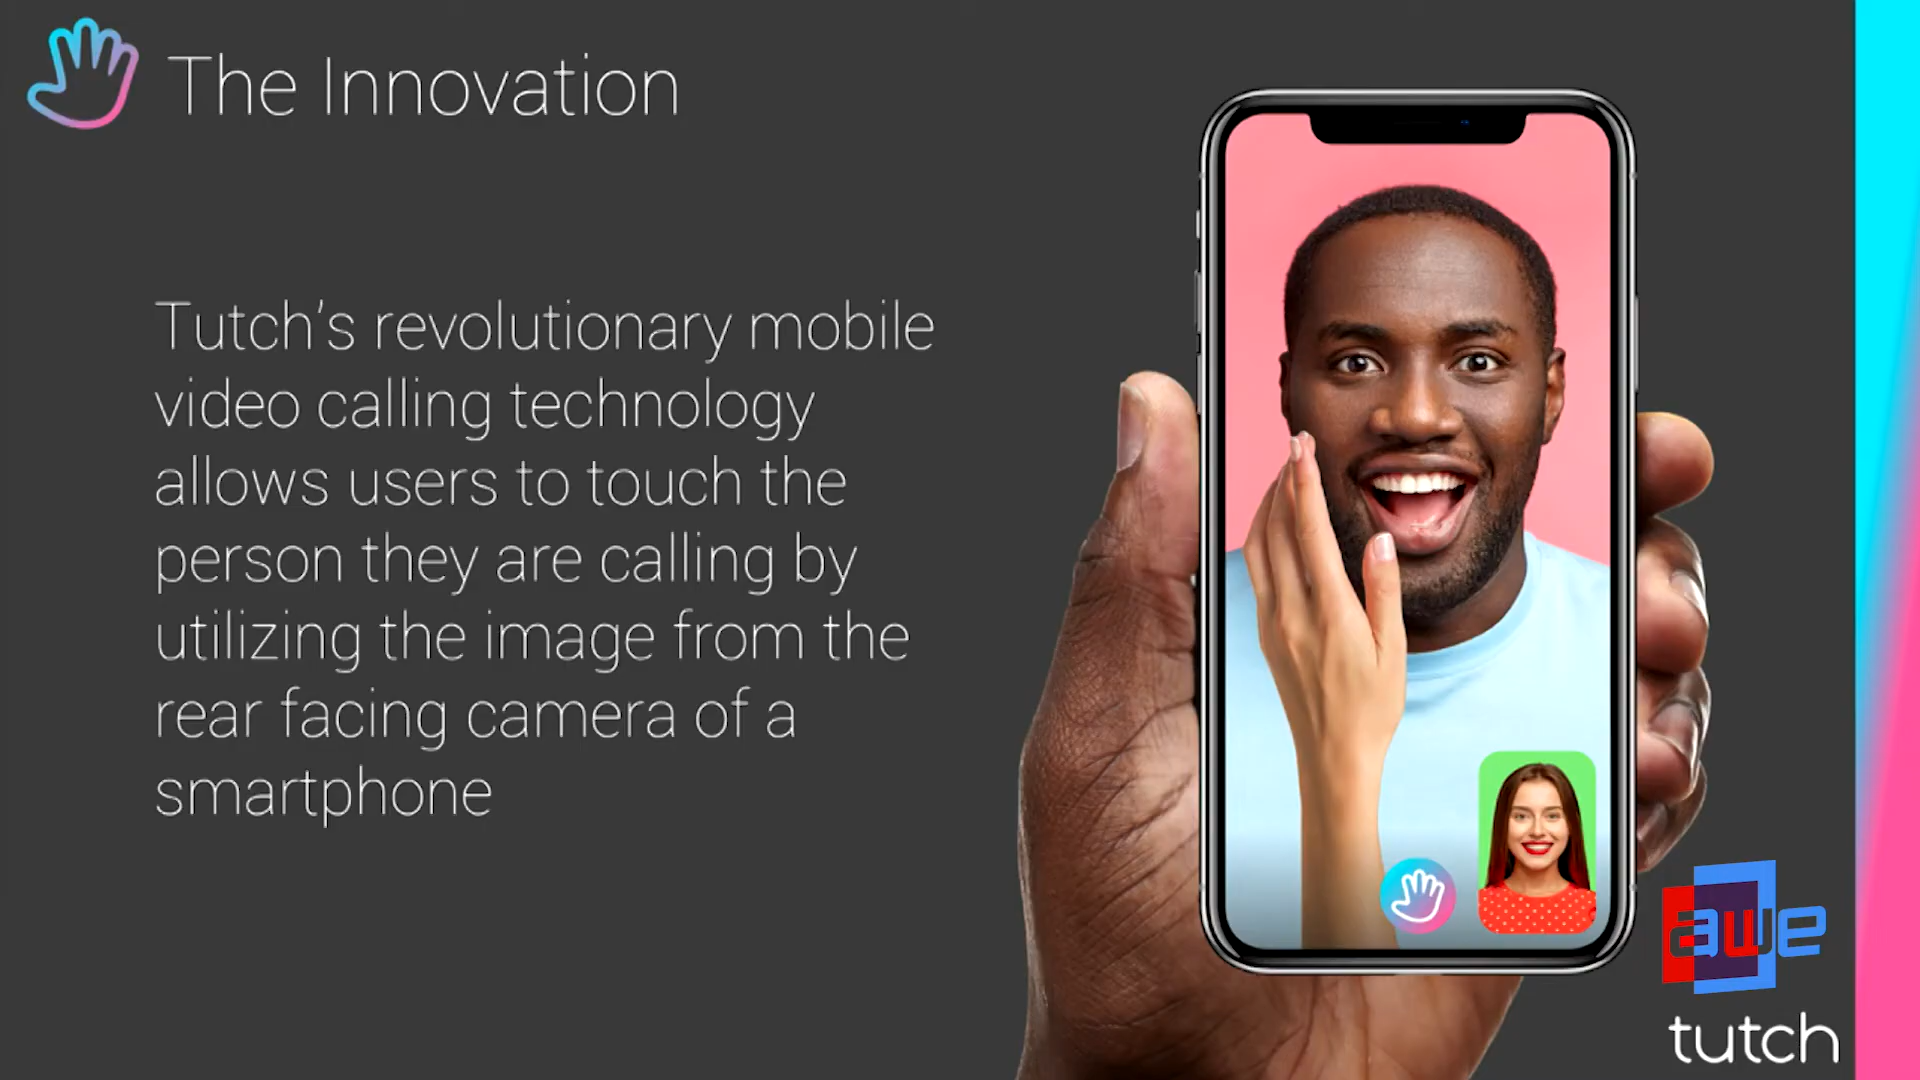 The Innovation
Tutch’s revolutionary mobile
video calling technology
allows users to touch the
person they are calling by
utilizing the image from the
rear facing camera of a
smartphone
awe
tutch